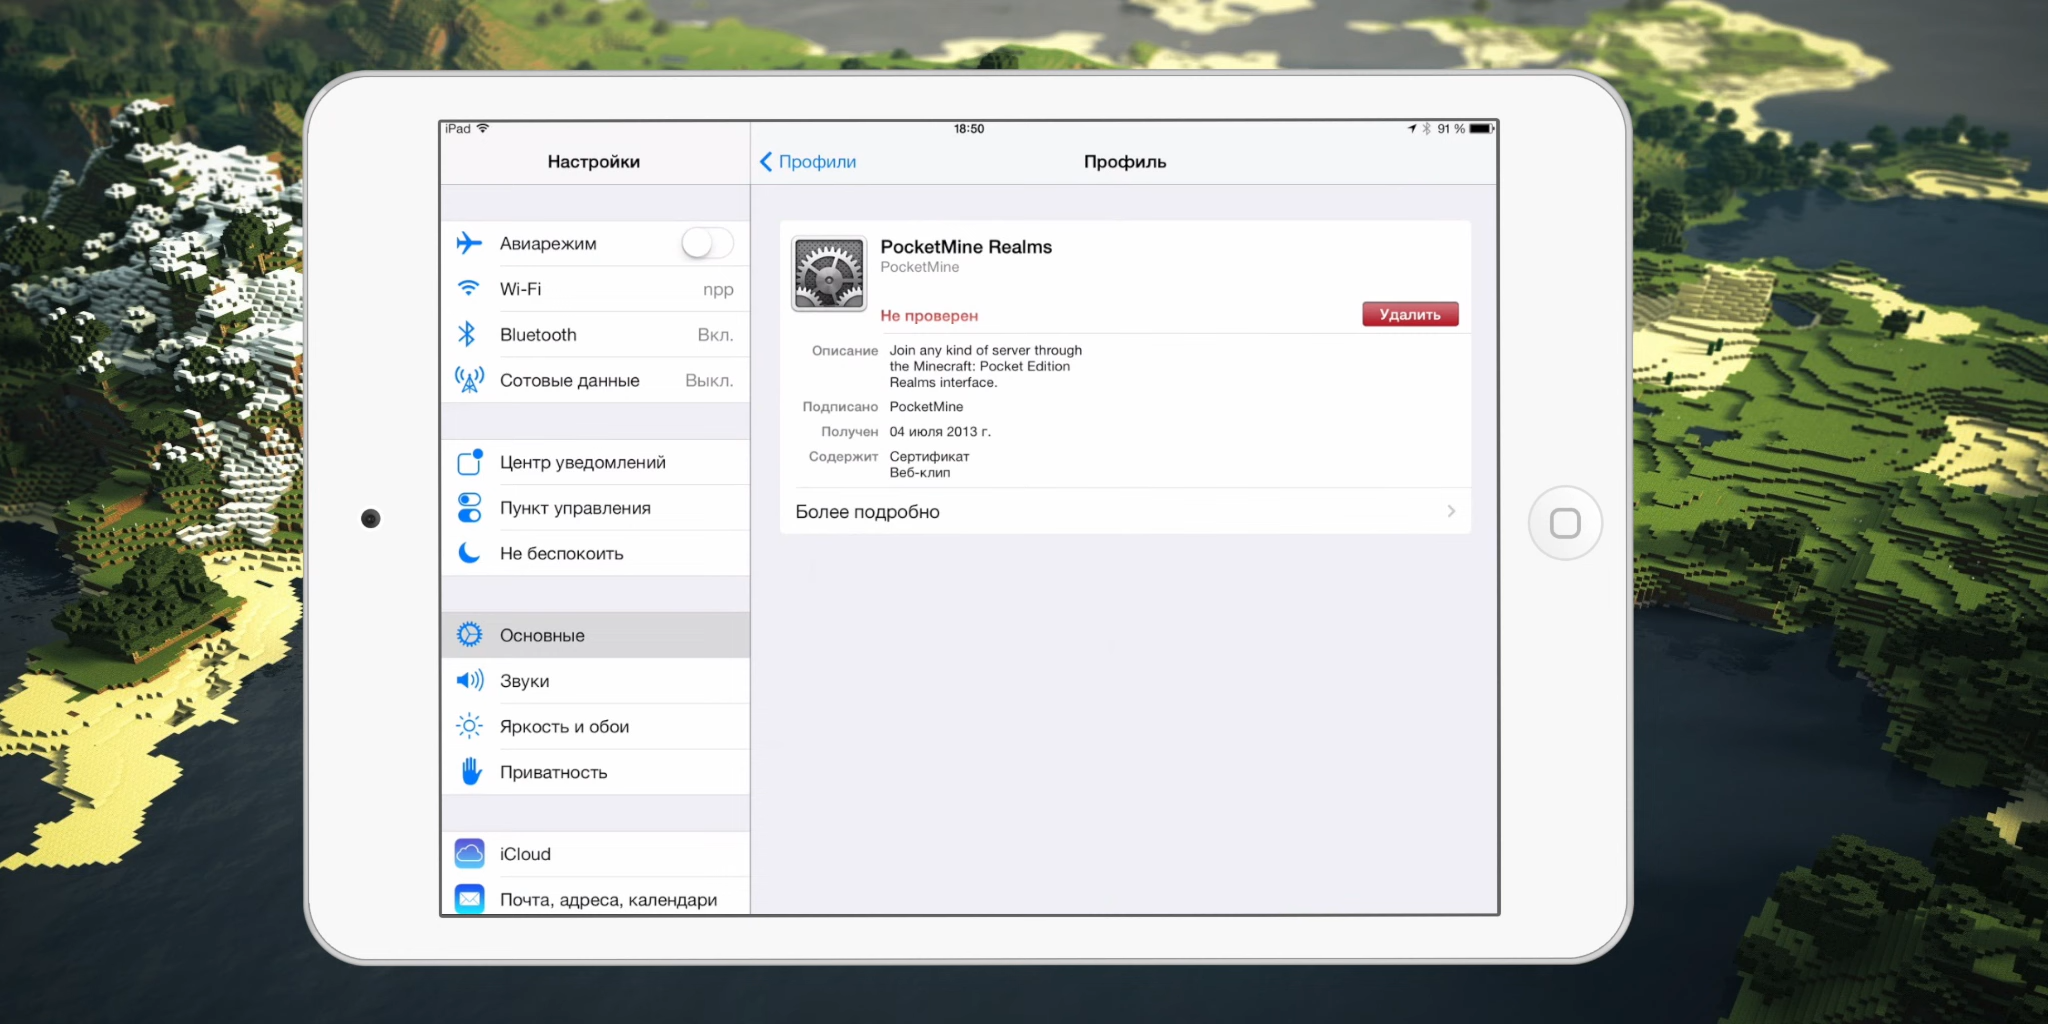 iPad
18:50
91 %
Настройки
Профили
Профиль
Авиарежим
Wi-Fi
npp
Bluetooth
Вкл.
Сотовые данные
Выкл.
Центр уведомлений
Пункт управления
Не беспокоить
Основные
Звуки
Яркость и обои
Приватность
iCloud
Почта, адреса, календари
PocketMine Realms
PocketMine
Не проверен
Удалить
Описание
Join any kind of server through
the Minecraft: Pocket Edition
Realms interface.
Подписано
PocketMine
Получен
04 июля 2013 г.
Содержит
Сертификат
Веб-клип
Более подробно